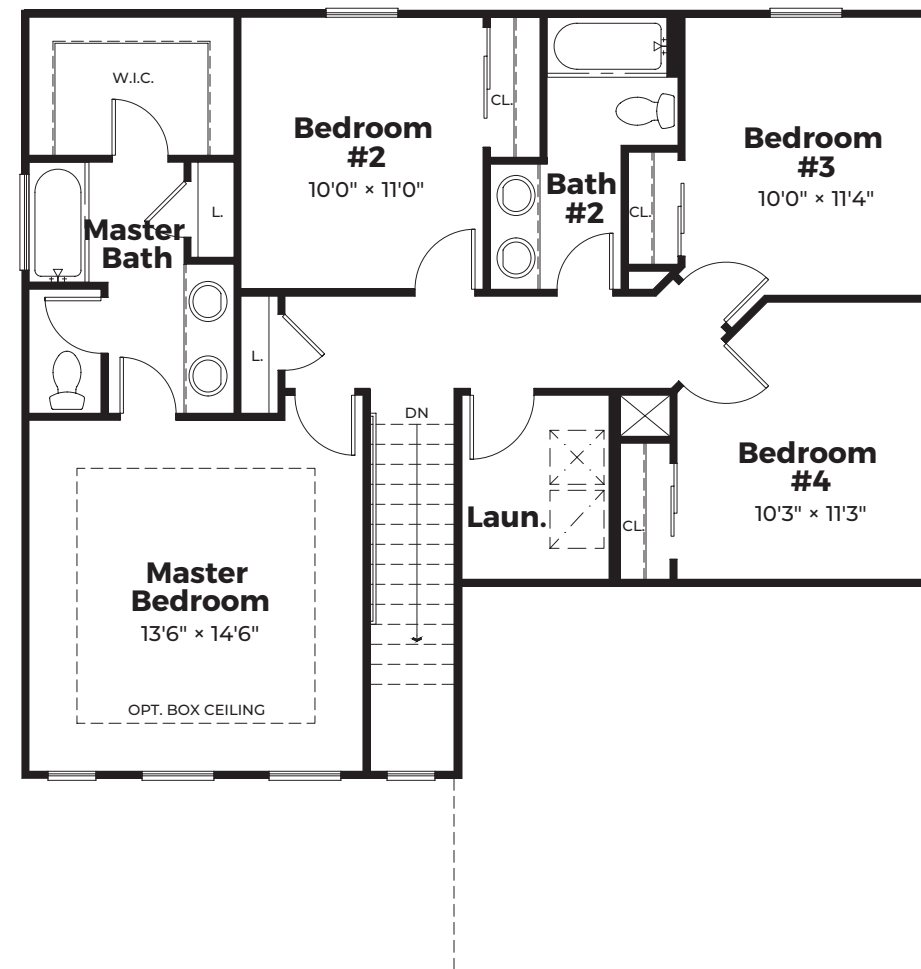 W.I.C.
Bedroom
#2
10'0" × 11'0"
CL.
Bedroom
#3
10'0" × 11'4"
Bath
#2
CL.
L.
Master
Bath
L.
DN
Bedroom
#4
10'3" × 11'3"
Laun.
CL.
Master
Bedroom
13'6" × 14'6"
OPT. BOX CEILING